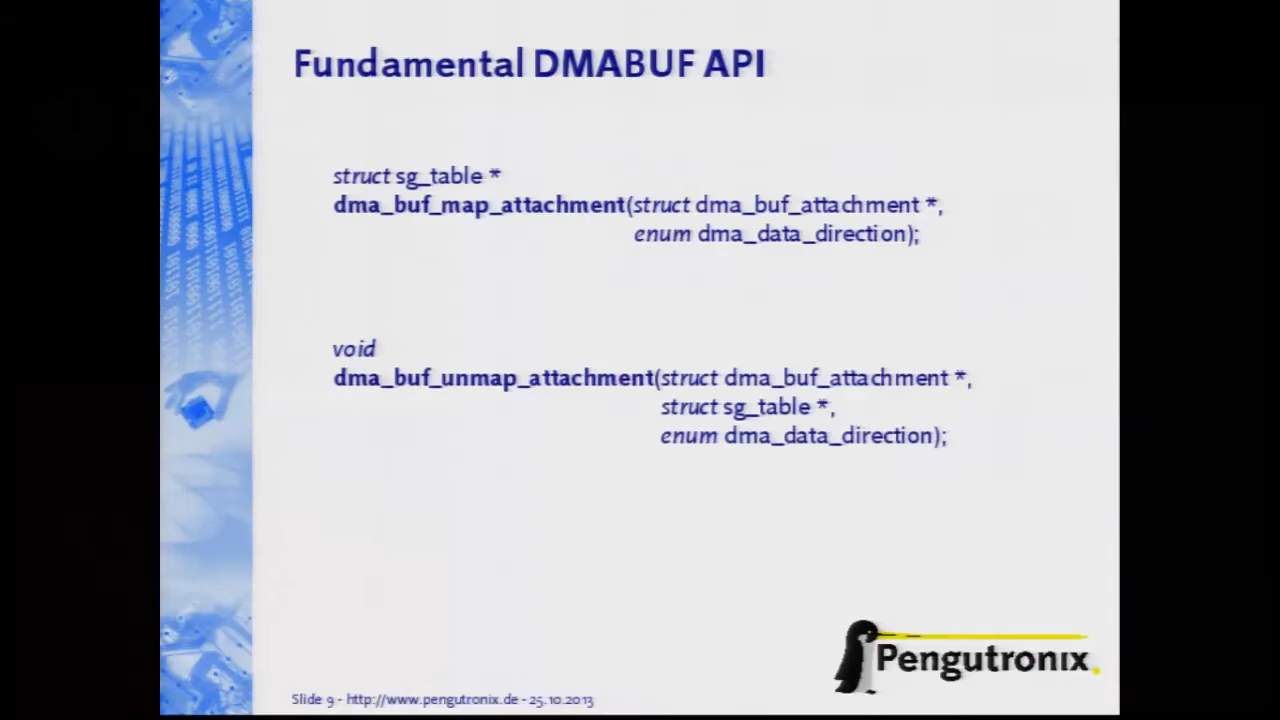 Fundamental DMABUF API
struct sg_table *
dma_buf_map_attachment(struct dma_buf_attachment *,
enum dma_data_direction);
void
dma_buf_unmap_attachment(struct dma_buf_attachment *,
struct sg_table *,
enum dma_data_direction);
Pengutronix.
Slide 9 - http://www.pengutronix.de - 25.10.2013